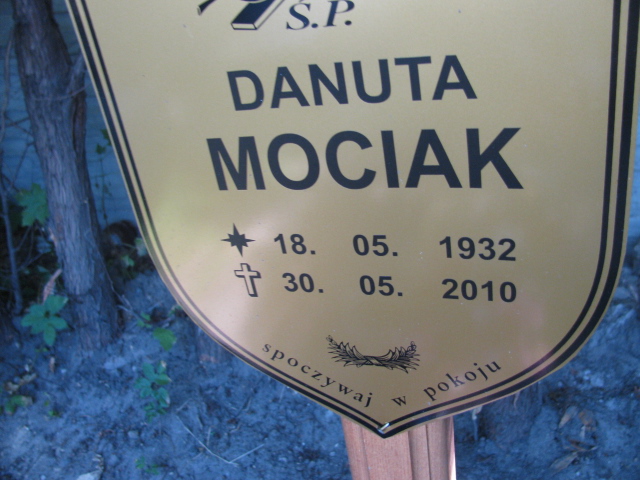 Ś.P.
DANUTA
MOCIAK
18. 05. 1932
30. 05. 2010
spoczywaj w pokoju